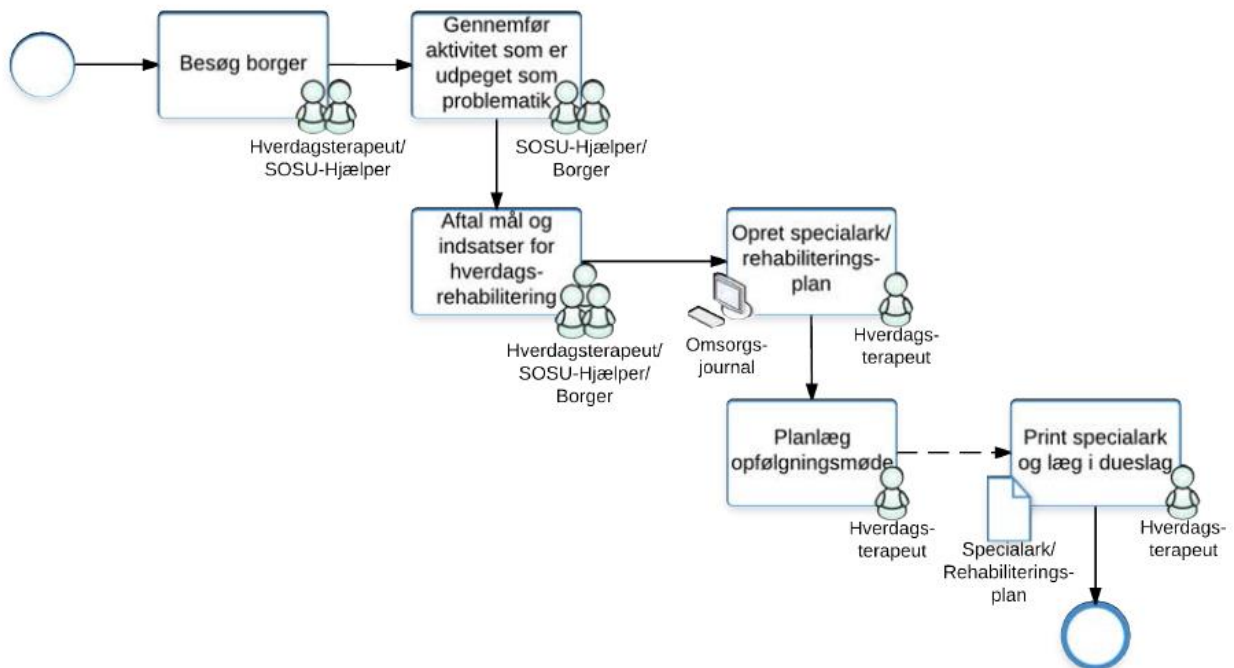 Besøg borger
Hverdagsterapeut/
SOSU-Hjælper
Gennemfør
aktivitet som er
udpeget som
problematik
SOSU-Hjælper/
Borger
Aftal mål og
indsatser for
hverdags-
rehabilitering
Hverdagsterapeut/
SOSU-Hjælper/
Borger
Opret specialark/
rehabiliterings-
plan
Omsorgs-
journal
Hverdags-
terapeut
Planlæg
opfølgningsmøde
Hverdags-
terapeut
Print specialark
og læg i dueslag
Specialark/
Rehabiliterings-
plan
Hverdags-
terapeut